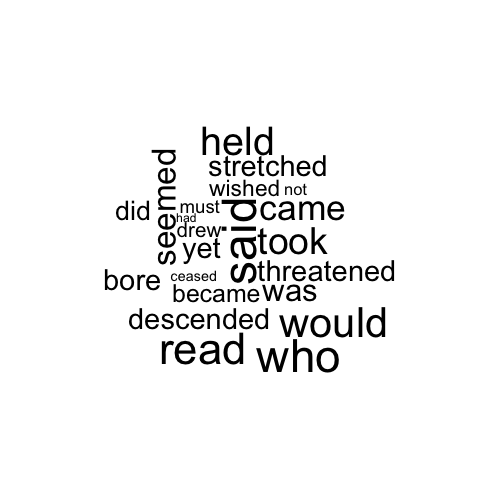 held
stretched
seemed
wished not
did must
had
said came
drew
yet took
bore ceased threatened
became was
descended would
read who